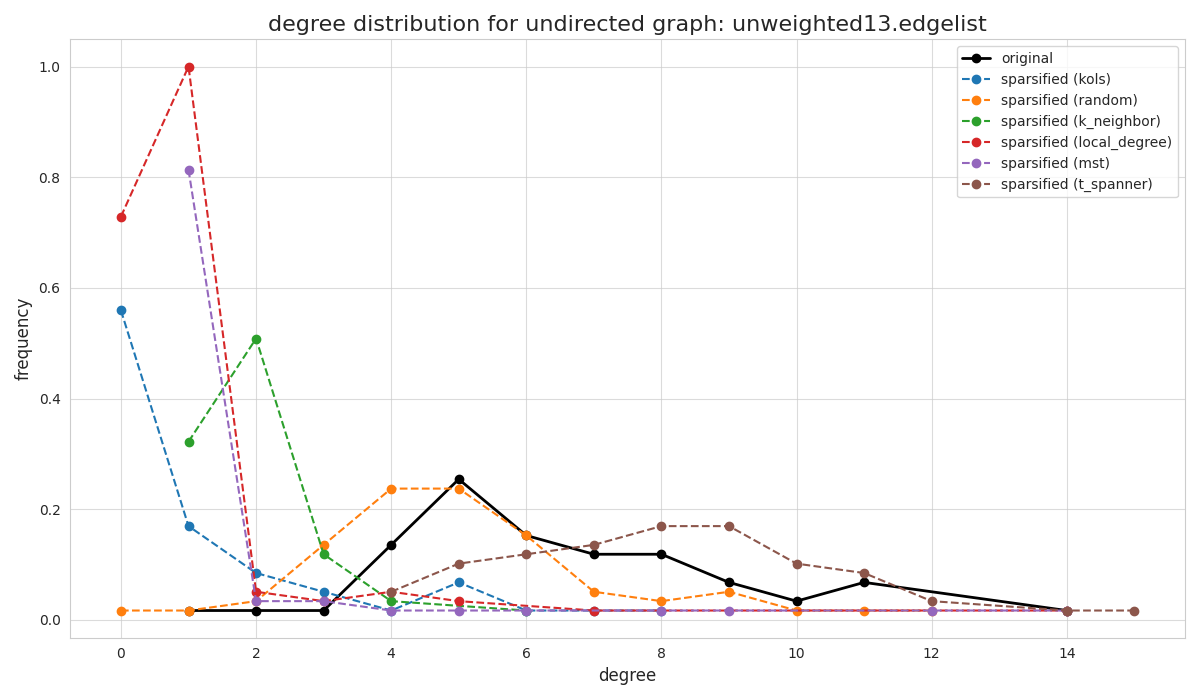 degree distribution for undirected graph: unweighted13.edgelist
original
sparsified (kols)
sparsified (random)
sparsified (k_neighbor)
sparsified (local_degree)
sparsified (mst)
sparsified (t_spanner)
frequency
1.0
0.8
0.6
0.4
0.2
0.0
0 2 4 6 8 10 12 14
degree